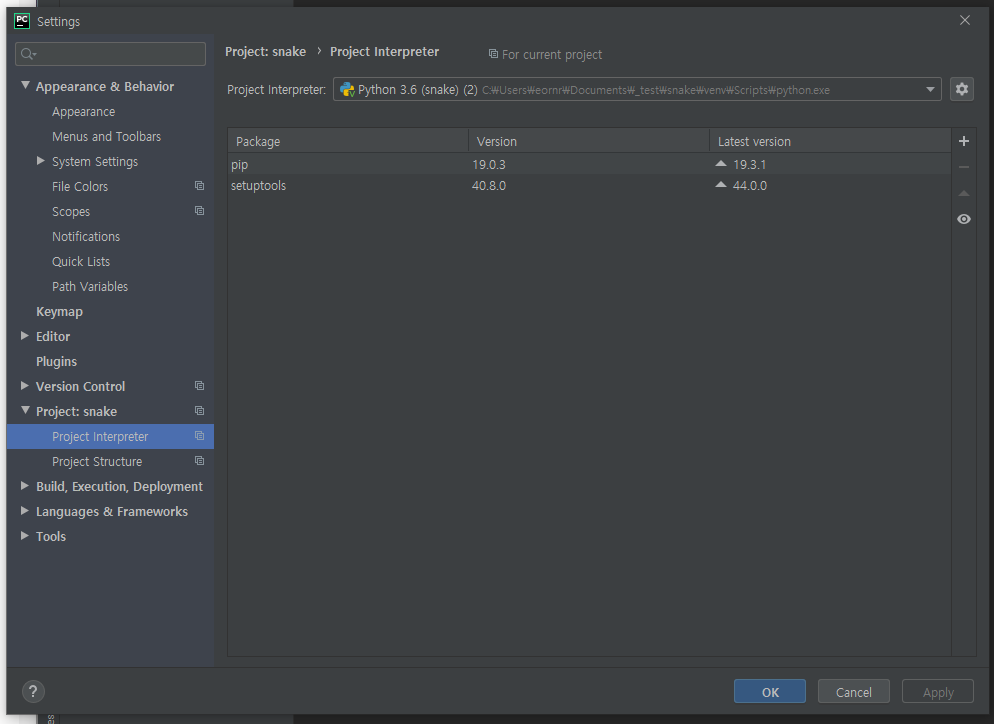 PC Settings
Project: snake › Project Interpreter For current project
Appearance & Behavior
Appearance
Menus and Toolbars
System Settings
File Colors
Scopes
Notifications
Quick Lists
Path Variables
Keymap
Editor
Plugins
Version Control
Project: snake
Project Interpreter
Project Structure
Build, Execution, Deployment
Languages & Frameworks
Tools
Project Interpreter: Python 3.6 (snake) (2) C:₩Users₩eornr₩Documents₩_test₩snake₩venv₩Scripts₩python.exe
Package Version Latest version
pip 19.0.3 19.3.1
setuptools 40.8.0 44.0.0
? OK Cancel Apply